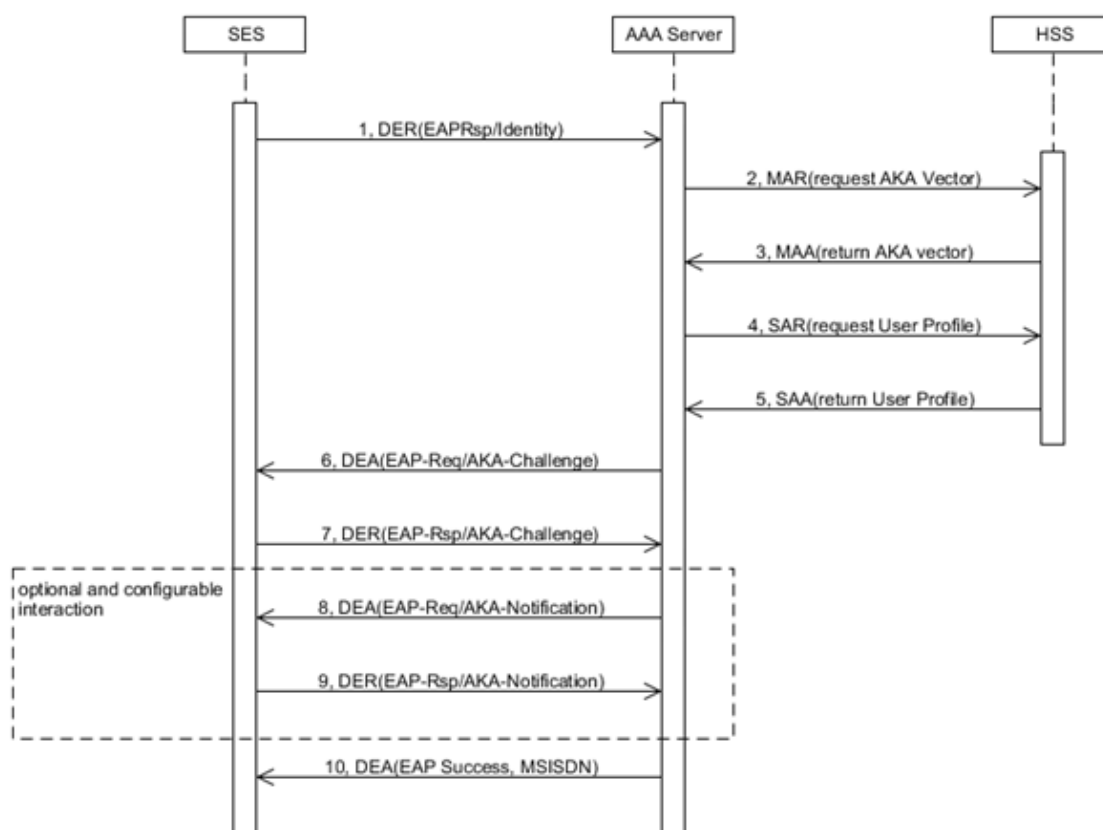 SES
AAA Server
HSS
1, DER(EAPRsp/Identity)
2, MAR(request AKA Vector)
3, MAA(return AKA vector)
4, SAR(request User Profile)
5, SAA(return User Profile)
6, DEA(EAP-Req/AKA-Challenge)
7, DER(EAP-Rsp/AKA-Challenge)
optional and configurable
interaction
8, DEA(EAP-Req/AKA-Notification)
9, DER(EAP-Rsp/AKA-Notification)
10, DEA(EAP Success, MSISDN)